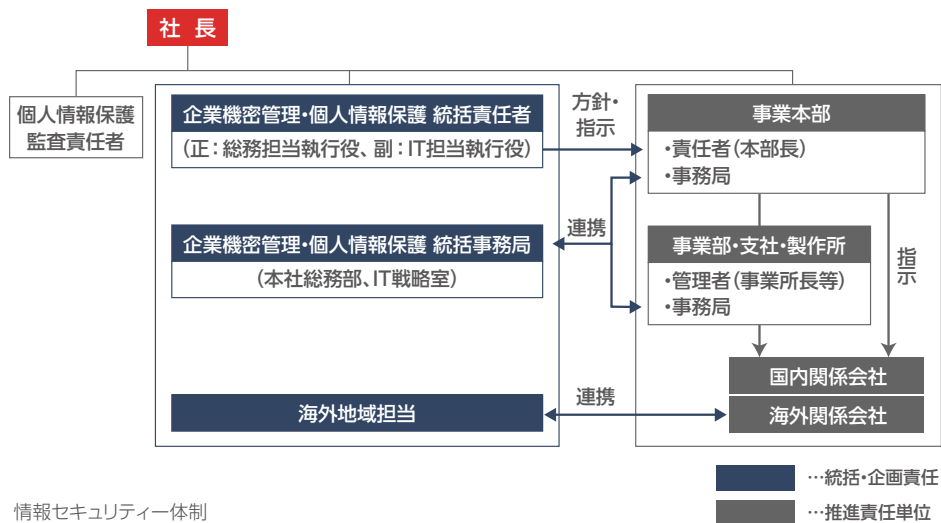 社 長
個人情報保護
監査責任者
企業機密管理・個人情報保護 統括責任者
(正:総務担当執行役、副:IT担当執行役)
方針・
指示
事業本部
・責任者(本部長)
・事務局
企業機密管理・個人情報保護 統括事務局
(本社総務部、IT戦略室)
連携
事業部・支社・製作所
・管理者(事業所長等)
・事務局
指示
国内関係会社
海外地域担当
連携
海外関係会社
…統括・企画責任
…推進責任単位
情報セキュリティー体制